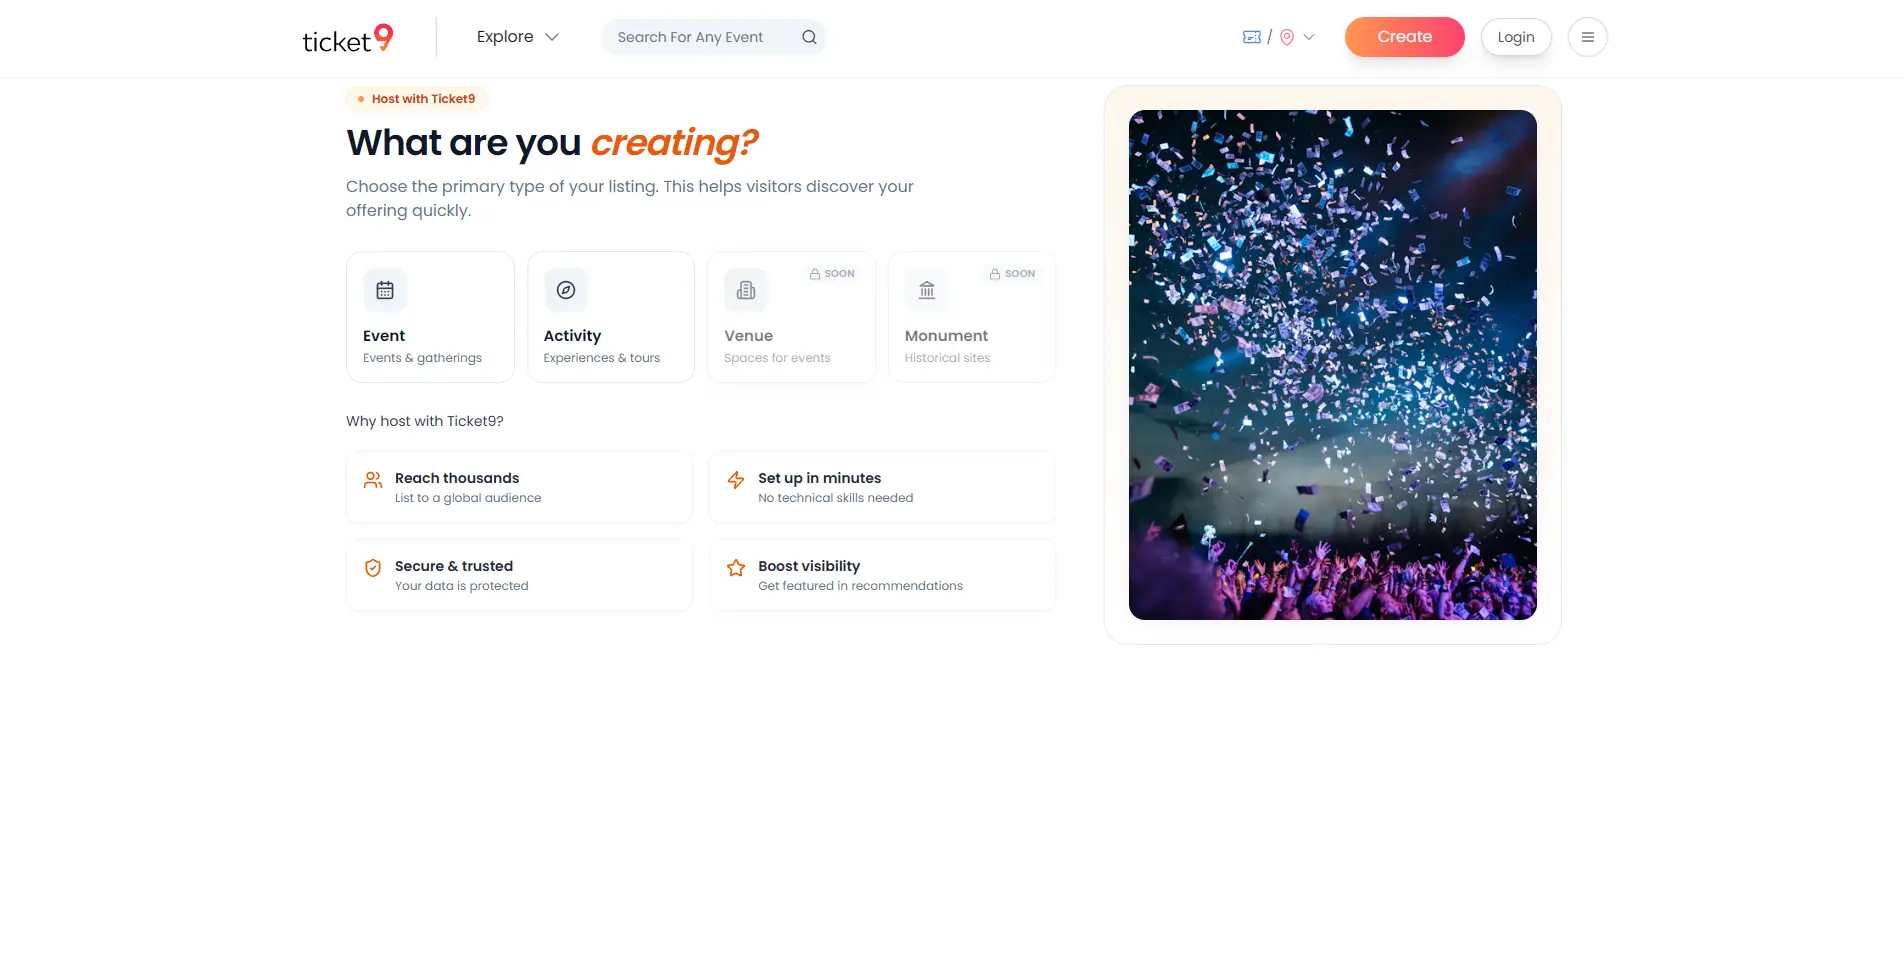 ticket9
Explore
Search For Any Event
/
Create
Login
Host with Ticket9
What are you creating?
Choose the primary type of your listing. This helps visitors discover your
offering quickly.
Event
Events & gatherings
Activity
Experiences & tours
SOON
Venue
Spaces for events
SOON
Monument
Historical sites
Why host with Ticket9?
Reach thousands
List to a global audience
Set up in minutes
No technical skills needed
Secure & trusted
Your data is protected
Boost visibility
Get featured in recommendations